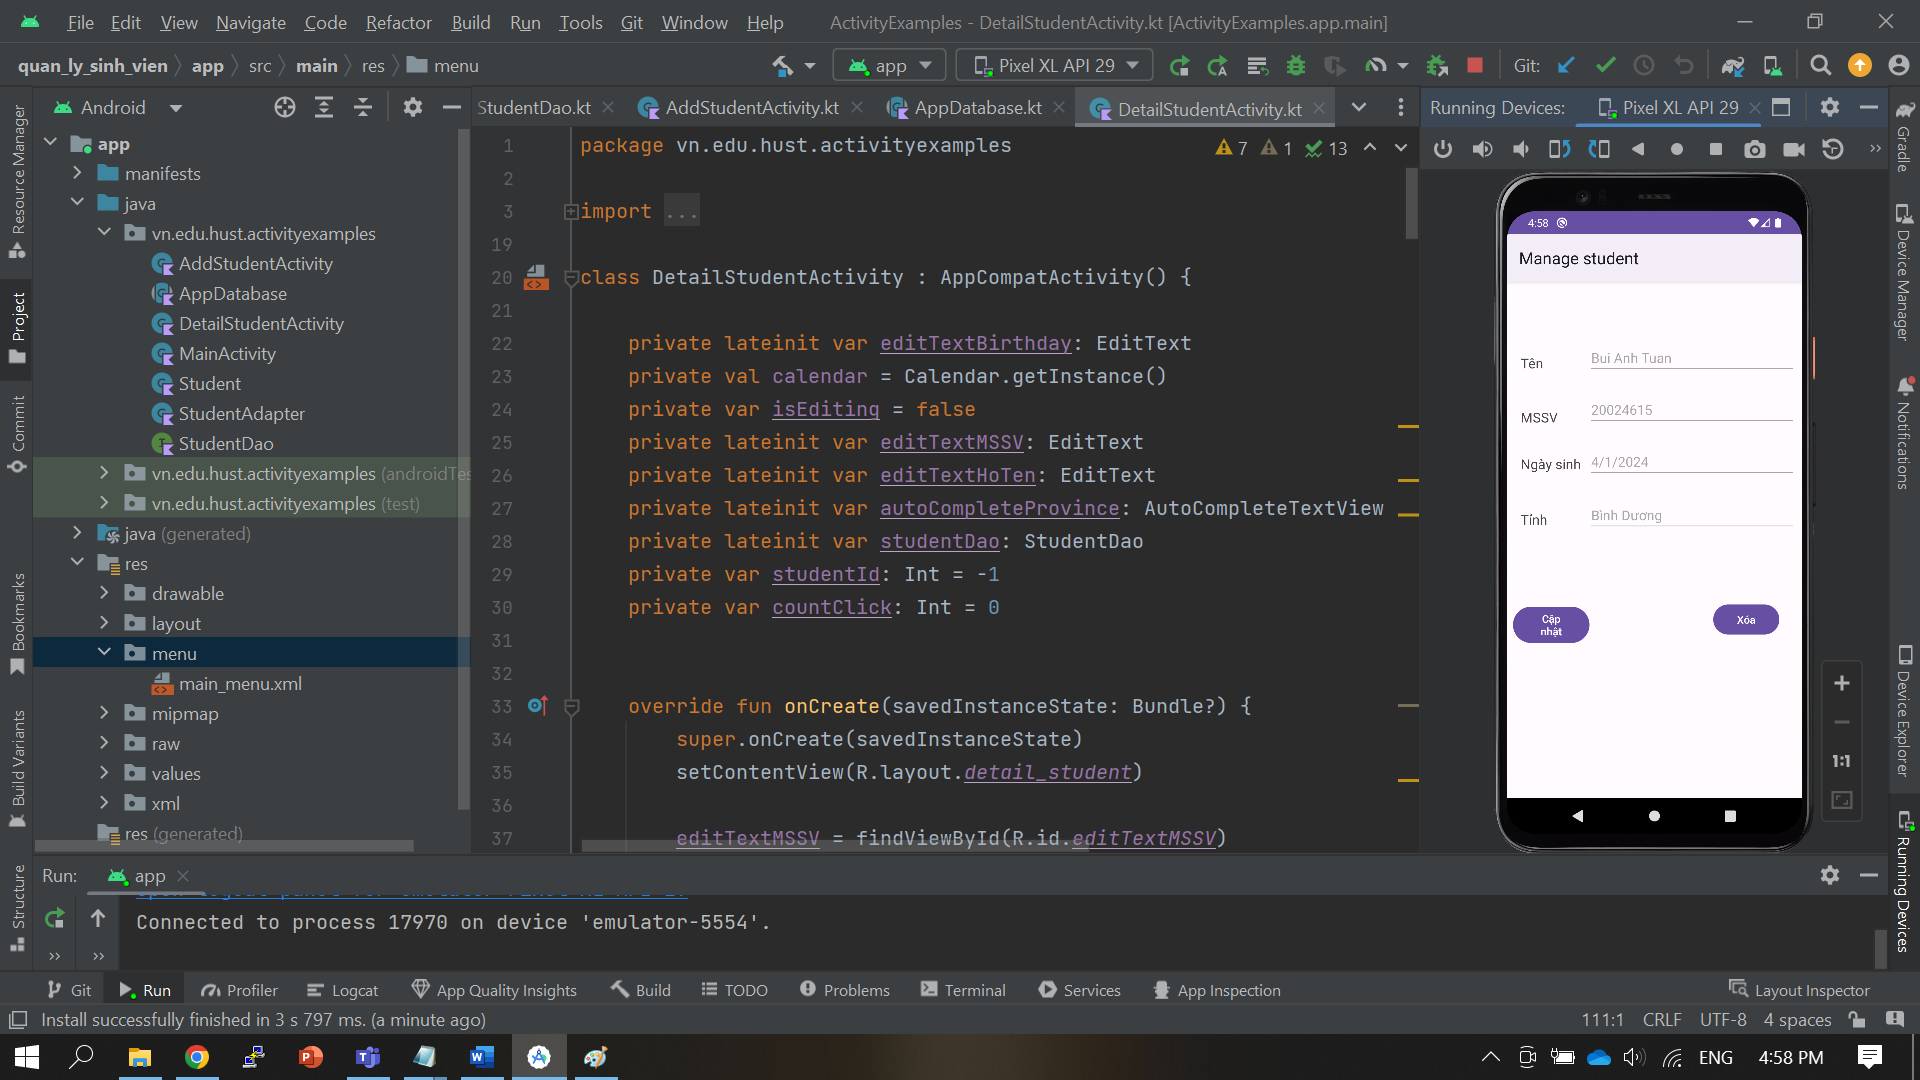 File Edit View Navigate Code Refactor Build Run Tools Git Window Help ActivityExamples - DetailStudentActivity.kt [ActivityExamples.app.main]
quan_ly_sinh_vien app src main res menu app Pixel XL API 29 Git:
Android StudentDao.kt AddStudentActivity.kt AppDatabase.kt DetailStudentActivity.kt Running Devices: Pixel XL API 29
Resource Manager
Project
Commit
Bookmarks
Build Variants
Structure
app
manifests
java
vn.edu.hust.activityexamples
AddStudentActivity
AppDatabase
DetailStudentActivity
MainActivity
Student
StudentAdapter
StudentDao
vn.edu.hust.activityexamples (androidTes
vn.edu.hust.activityexamples (test)
java (generated)
res
drawable
layout
menu
main_menu.xml
mipmap
raw
values
xml
res (generated)
7 1 13
1 package vn.edu.hust.activityexamples
2
3 import ...
19
20 class DetailStudentActivity : AppCompatActivity() {
21
22 private lateinit var editTextBirthday: EditText
23 private val calendar = Calendar.getInstance()
24 private var isEditing = false
25 private lateinit var editTextMSSV: EditText
26 private lateinit var editTextHoTen: EditText
27 private lateinit var autoCompleteProvince: AutoCompleteTextView
28 private lateinit var studentDao: StudentDao
29 private var studentId: Int = -1
30 private var countClick: Int = 0
31
32
33 override fun onCreate(savedInstanceState: Bundle?) {
34 super.onCreate(savedInstanceState)
35 setContentView(R.layout.detail_student)
36
37 editTextMSSV = findViewById(R.id.editTextMSSV)
4:58
Manage student
Tên Bui Anh Tuan
MSSV 20024615
Ngày sinh 4/1/2024
Tỉnh Bình Dương
Cập
nhật
Xóa
1:1
Gradle
Device Manager
Notifications
Device Explorer
Running Devices
Run: app
Connected to process 17970 on device 'emulator-5554'.
Git Run Profiler Logcat App Quality Insights Build TODO Problems Terminal Services App Inspection Layout Inspector
Install successfully finished in 3 s 797 ms. (a minute ago) 111:1 CRLF UTF-8 4 spaces
ENG 4:58 PM